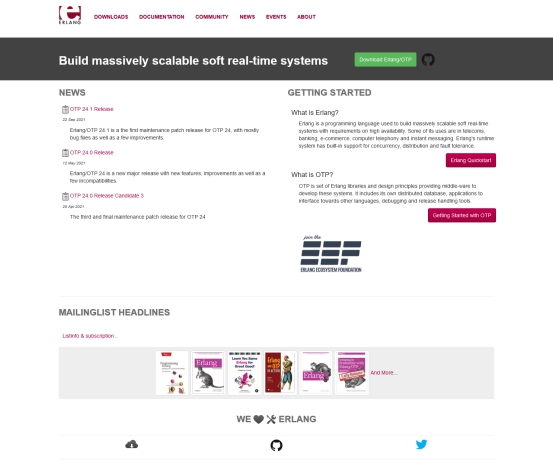 ERLANG
DOWNLOADS DOCUMENTATION COMMUNITY NEWS EVENTS ABOUT
Build massively scalable soft real-time systems
Download Erlang/OTP
NEWS
OTP 24.1 Release
22 Sep 2021
Erlang/OTP 24.1 is the first maintenance patch release for OTP 24, with mostly
bug fixes as well as a few improvements.
OTP 24.0 Release
12 May 2021
Erlang/OTP 24 is a new major release with new features, improvements as well as a
few incompatibilities.
OTP 24.0 Release Candidate 3
20 Apr 2021
The third and final maintenance patch release for OTP 24
GETTING STARTED
What is Erlang?
Erlang is a programming language used to build massively scalable soft real-time
systems with requirements on high availability. Some of its uses are in telecoms,
banking, e-commerce, computer telephony and instant messaging. Erlang's runtime
system has built-in support for concurrency, distribution and fault tolerance.
Erlang Quickstart
What is OTP?
OTP is set of Erlang libraries and design principles providing middle-ware to
develop these systems. It includes its own distributed database, applications to
interface towards other languages, debugging and release handling tools.
Getting Started with OTP
join the
EEF
ERLANG ECOSYSTEM FOUNDATION
MAILINGLIST HEADLINES
Listinfo & subscription...
Programming
Erlang
Erlang
Learn You Some
Erlang for
Great Good!
Erlang
and OTP
IN ACTION
Erlang
And More...
WE ERLANG